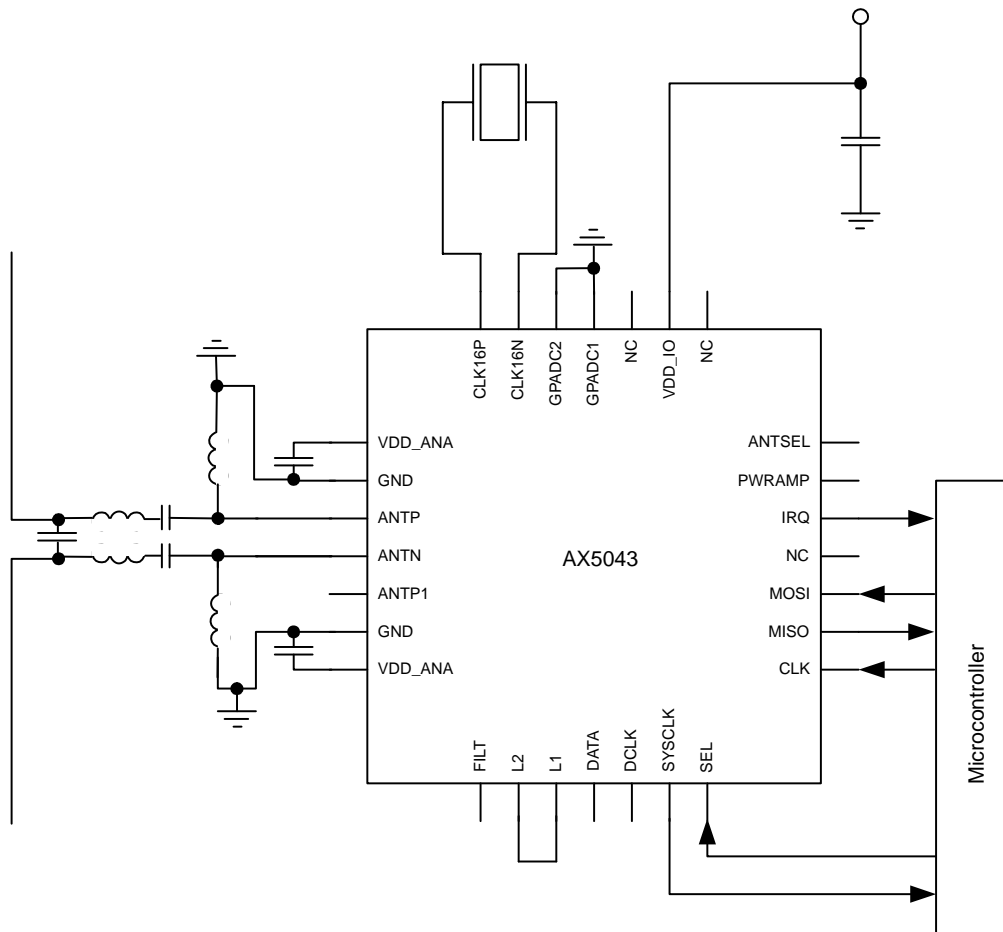 CLK16P
CLK16N
GPADC2
GPADC1
NC
VDD_IO
NC
VDD_ANA
GND
ANTP
ANTN
ANTP1
GND
VDD_ANA
AX5043
ANTSEL
PWRAMP
IRQ
NC
MOSI
MISO
CLK
FILT
L2
L1
DATA
DCLK
SYSCLK
SEL
Microcontroller